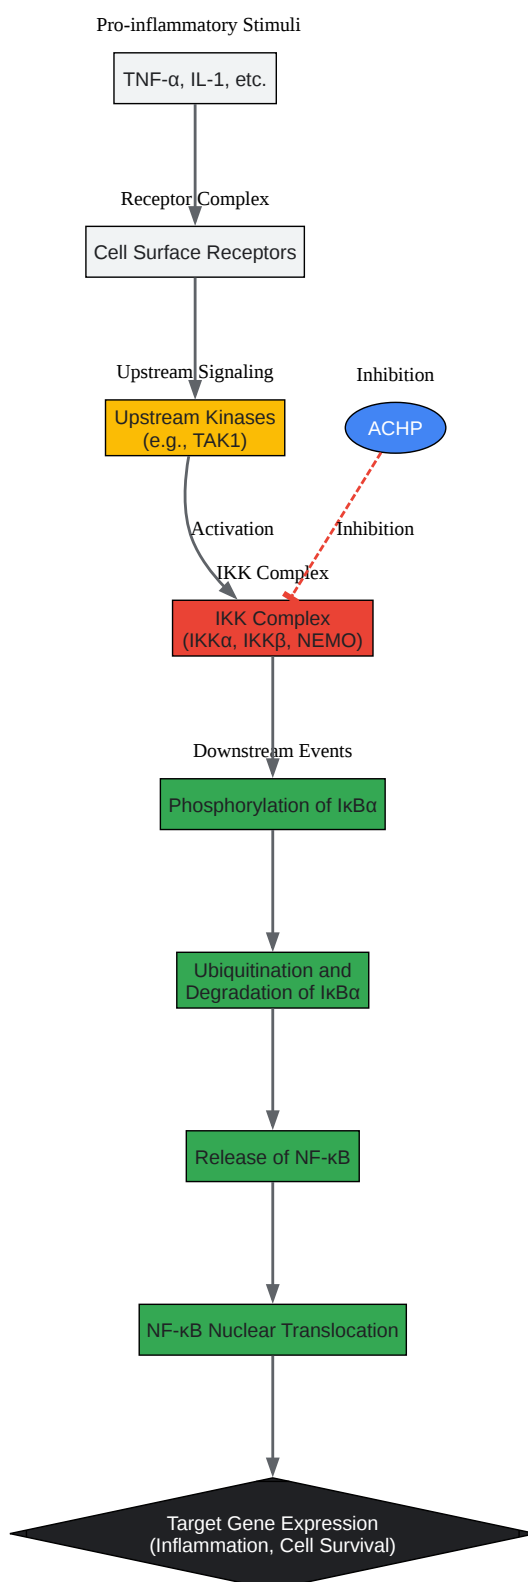 Pro-inflammatory Stimuli
TNF-α, IL-1, etc.
Receptor Complex
Cell Surface Receptors
Upstream Signaling
Inhibition
Upstream Kinases
(e.g., TAK1)
ACHP
Activation
Inhibition
IKK Complex
IKK Complex
(IKKα, IKKβ, NEMO)
Downstream Events
Phosphorylation of IκBα
Ubiquitination and
Degradation of IκBα
Release of NF-κB
NF-κB Nuclear Translocation
Target Gene Expression
(Inflammation, Cell Survival)